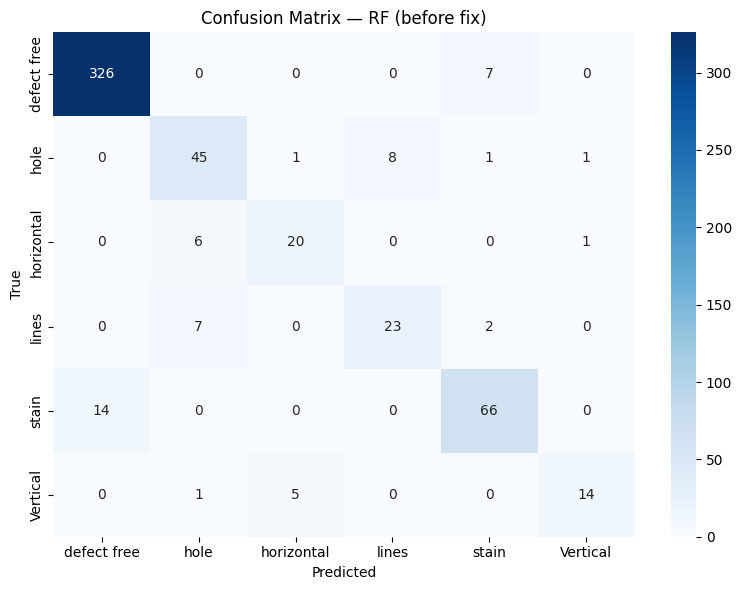 Confusion Matrix — RF (before fix)
defect free 326 0 0 0 7 0
hole 0 45 1 8 1 1
horizontal 0 6 20 0 0 1
lines 0 7 0 23 2 0
stain 14 0 0 0 66 0
Vertical 0 1 5 0 0 14
True
defect free hole horizontal lines stain Vertical
Predicted
300
250
200
150
100
50
0